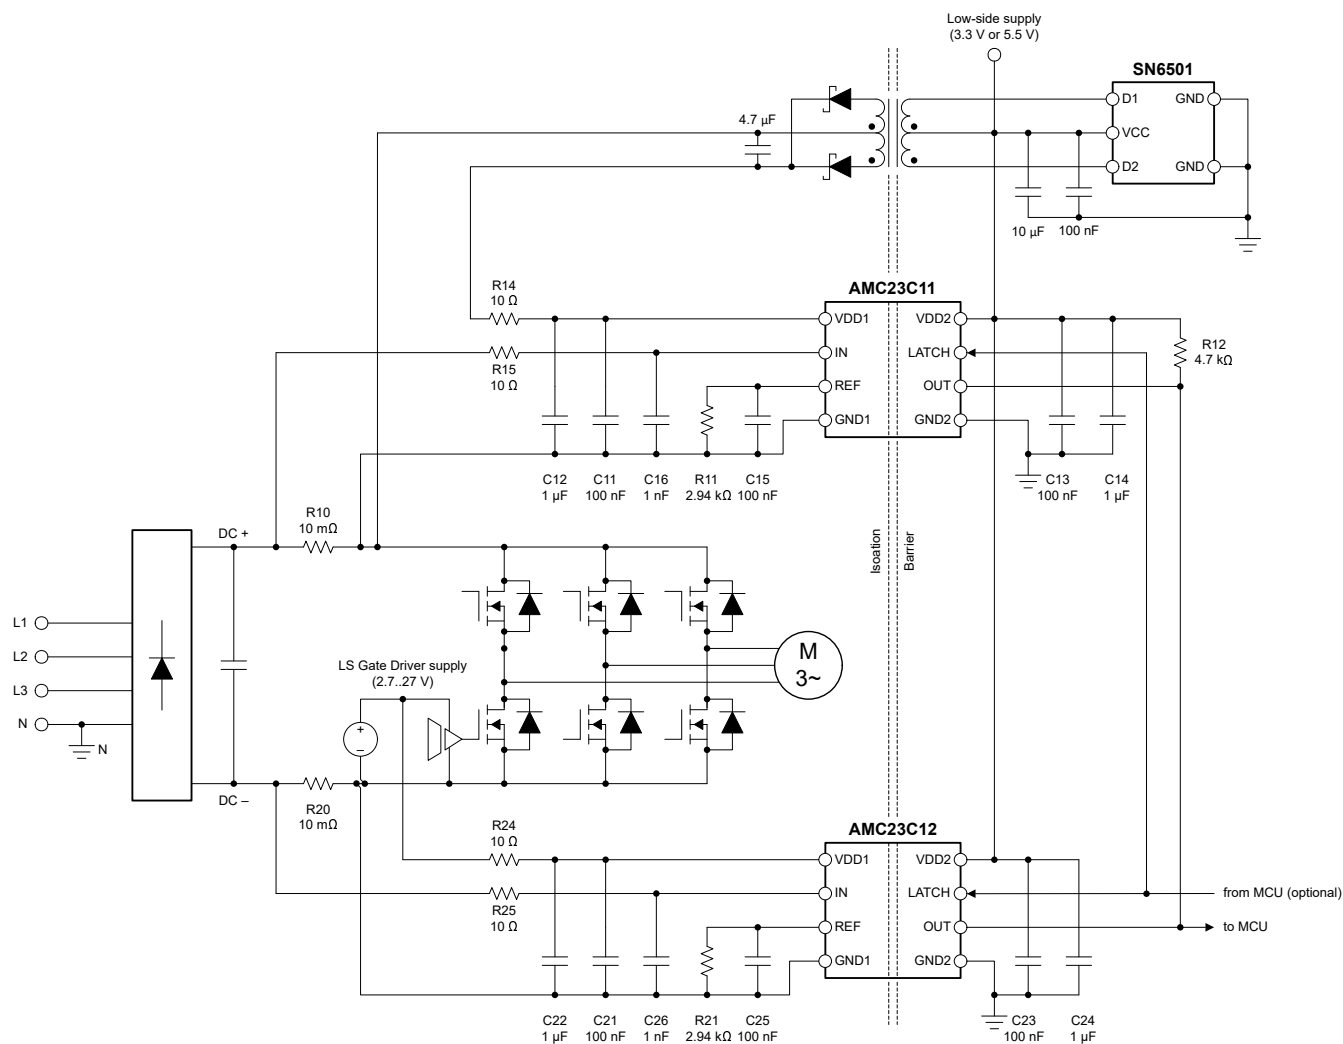 Low-side supply
(3.3 V or 5.5 V)
SN6501
D1
GND
VCC
D2
GND
4.7 µF
10 µF
100 nF
R14
10 Ω
R15
10 Ω
AMC23C11
VDD1
VDD2
IN
LATCH
REF
OUT
GND1
GND2
R12
4.7 kΩ
C12
1 µF
C11
100 nF
C16
1 nF
R11
2.94 kΩ
C15
100 nF
C13
100 nF
C14
1 µF
R10
10 mΩ
DC +
Isoation
Barrier
L1
L2
L3
N
N
LS Gate Driver supply
(2.7..27 V)
+
–
M
3~
DC –
R20
10 mΩ
R24
10 Ω
R25
10 Ω
AMC23C12
VDD1
VDD2
IN
LATCH
REF
OUT
GND1
GND2
from MCU (optional)
to MCU
C22
1 µF
C21
100 nF
C26
1 nF
R21
2.94 kΩ
C25
100 nF
C23
100 nF
C24
1 µF